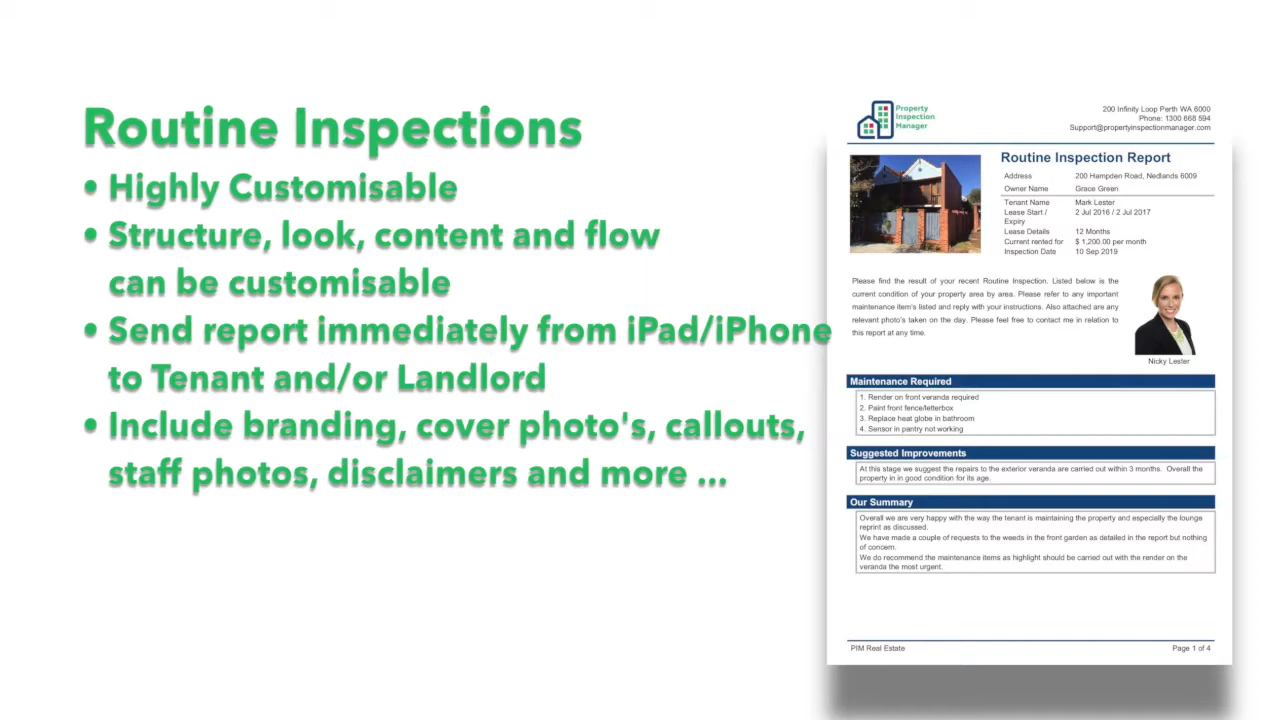 Routine Inspections
• Highly Customisable
• Structure, look, content and flow
can be customisable
• Send report immediately from iPad/iPhone
to Tenant and/or Landlord
• Include branding, cover photo's, callouts,
staff photos, disclaimers and more ...
Property
Inspection
Manager
200 Infinity Loop Perth WA 6000
Phone: 1300 668 594
Support@propertyinspectionmanager.com
Routine Inspection Report
Address 200 Hampden Road, Nedlands 6009
Owner Name Grace Green
Tenant Name Mark Lester
Lease Start / 2 Jul 2016 / 2 Jul 2017
Expiry
Lease Details 12 Months
Current rented for $ 1,200.00 per month
Inspection Date 10 Sep 2019
Please find the result of your recent Routine Inspection. Listed below is the
current condition of your property area by area. Please refer to any important
maintenance item's listed and reply with your instructions. Also attached are any
relevant photo's taken on the day. Please feel free to contact me in relation to
this report at any time.
Nicky Lester
Maintenance Required
1. Render on front veranda required
2. Paint front fence/letterbox
3. Replace heat globe in bathroom
4. Sensor in pantry not working
Suggested Improvements
At this stage we suggest the repairs to the exterior veranda are carried out within 3 months. Overall the
property in in good condition for its age.
Our Summary
Overall we are very happy with the way the tenant is maintaining the property and especially the lounge
reprint as discussed.
We have made a couple of requests to the weeds in the front garden as detailed in the report but nothing
of concern.
We do recommend the maintenance items as highlight should be carried out with the render on the
veranda the most urgent.
PIM Real Estate
Page 1 of 4